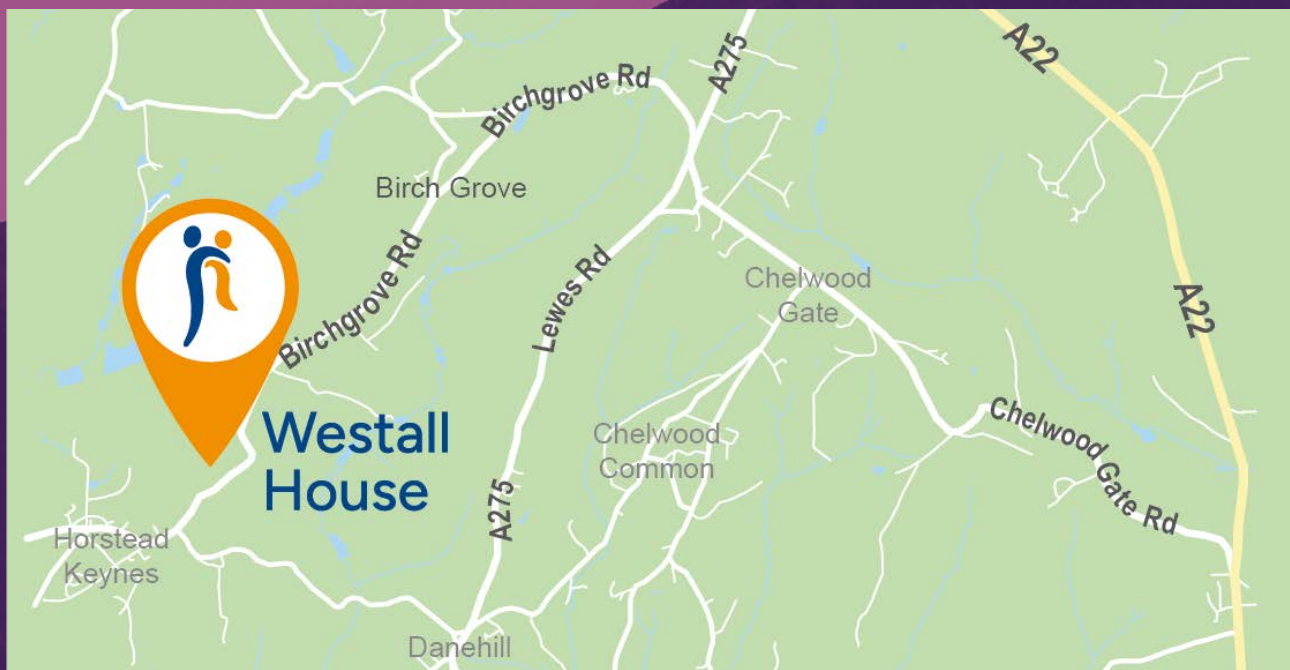 A22
A275
Birchgrove Rd
Birch Grove
Birchgrove Rd
Lewes Rd
Chelwood
Gate
A22
Westall
House
Chelwood
Common
Chelwood Gate Rd
A275
Horstead
Keynes
Danehill